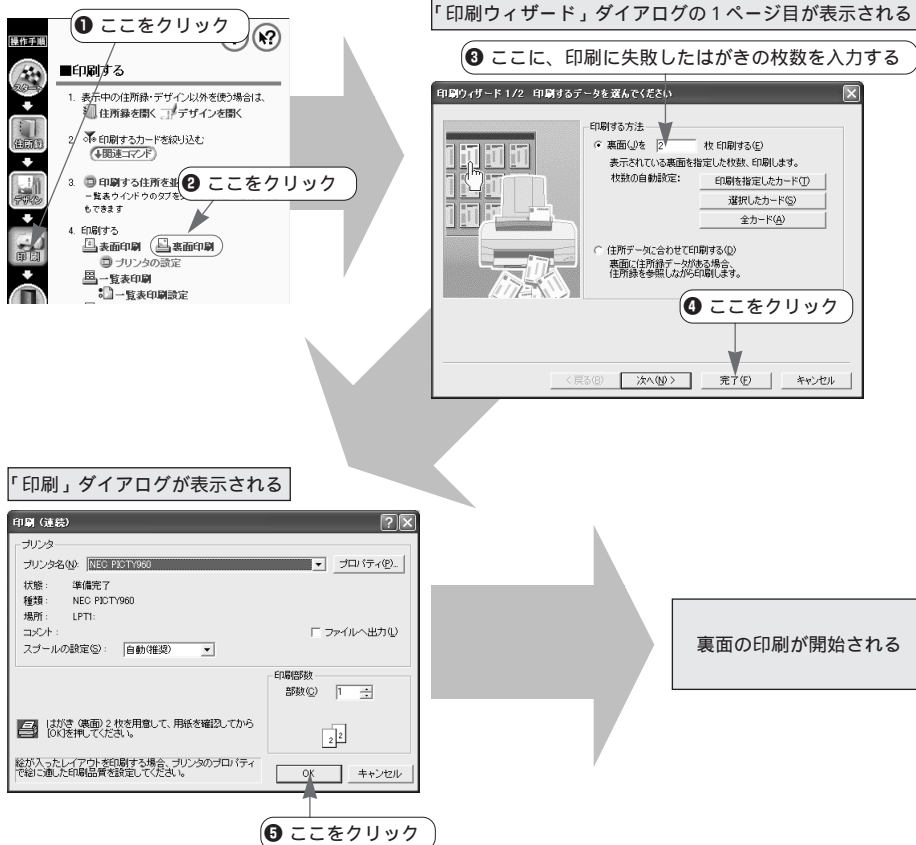 ❶ ここをクリック
操作手順
スタート
住所録
デザイン
印刷
■印刷する
1. 表示中の住所録・デザイン以外を使う場合は、
住所録を開く デザインを開く
2. 印刷するカードを絞り込む
(↓関連コマンド)
3. 印刷する住所を並
一覧表ウインドウのタブを
もできます
❷ ここをクリック
4. 印刷する
表面印刷 裏面印刷
プリンタの設定
一覧表印刷
一覧表印刷設定
「印刷ウィザード」ダイアログの1ページ目が表示される
❸ ここに、印刷に失敗したはがきの枚数を入力する
印刷ウィザード 1/2 印刷するデータを選んでください
印刷する方法
裏面(J)を 2 枚 印刷する(E)
表示されている裏面を指定した枚数、印刷します。
枚数の自動設定: 印刷を指定したカード(T)
選択したカード(S)
全カード(A)
住所データに合わせて印刷する(D)
裏面に住所録データがある場合、
住所録を参照しながら印刷します。
❹ ここをクリック
<戻る(B) 次へ(N)> 完了(F) キャンセル
「印刷」ダイアログが表示される
印刷 (連続)
プリンタ
プリンタ名(N): NEC PICTY960 プロパティ(P)...
状態: 準備完了
種類: NEC PICTY960
場所: LPT1:
コメント: ファイルへ出力(L)
スプールの設定(S): 自動(推奨)
印刷部数
部数(C) 1
はがき (裏面) 2 枚を用意して、用紙を確認してから
[OK]を押してください。
2 2
絵が入ったレイアウトを印刷する場合、プリンタのプロパティ
で絵に適した印刷品質を設定してください。
OK キャンセル
❺ ここをクリック
裏面の印刷が開始される